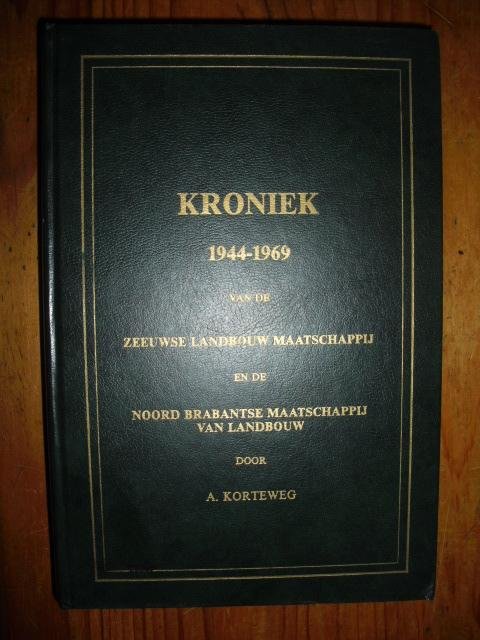 KRONIEK
1944-1969
VAN DE
ZEEUWSE LANDBOUW MAATSCHAPPIJ
EN DE
NOORD BRABANTSE MAATSCHAPPIJ
VAN LANDBOUW
DOOR
A. KORTEWEG